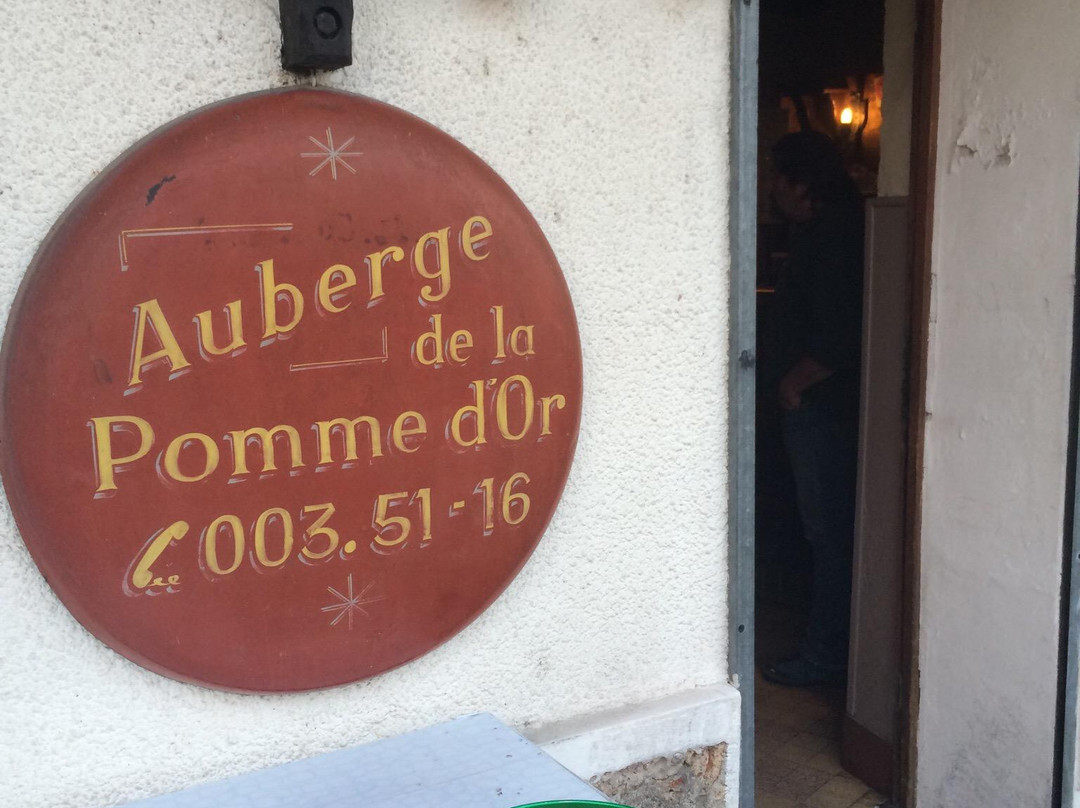 Auberge
de la
Pomme d'Or
003.51-16